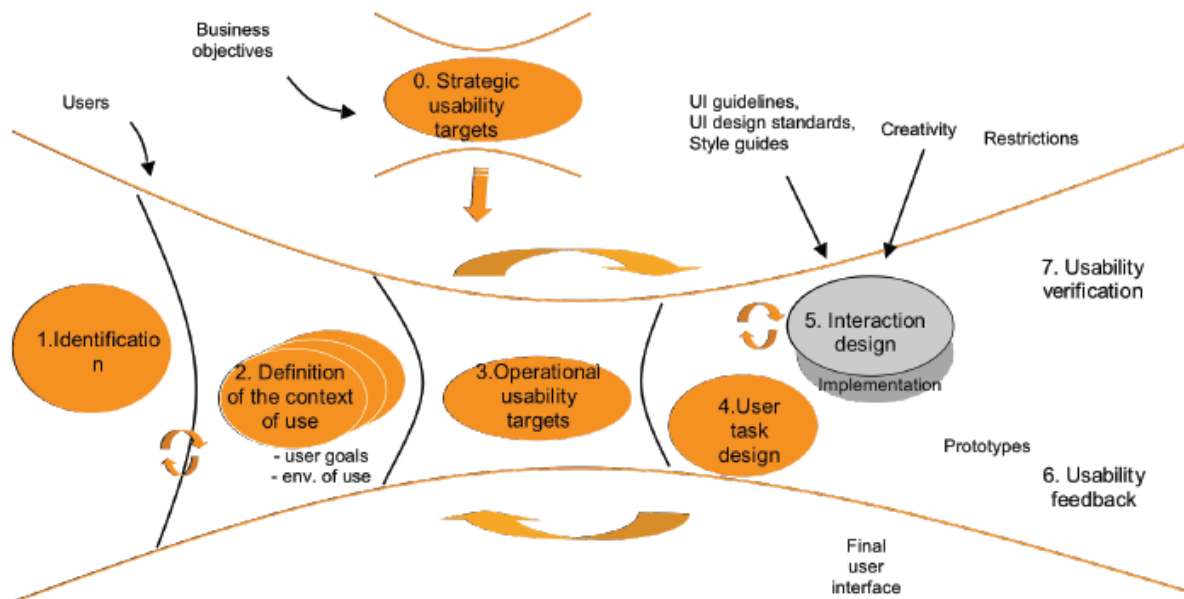 Business
objectives
0. Strategic
usability
targets
Users
UI guidelines,
UI design standards,
Style guides
Creativity
Restrictions
7. Usability
verification
1.Identificatio
n
2. Definition
of the context
of use
- user goals
- env. of use
3.Operational
usability
targets
4.User
task
design
5. Interaction
design
Implementation
Prototypes
6. Usability
feedback
Final
user
interface